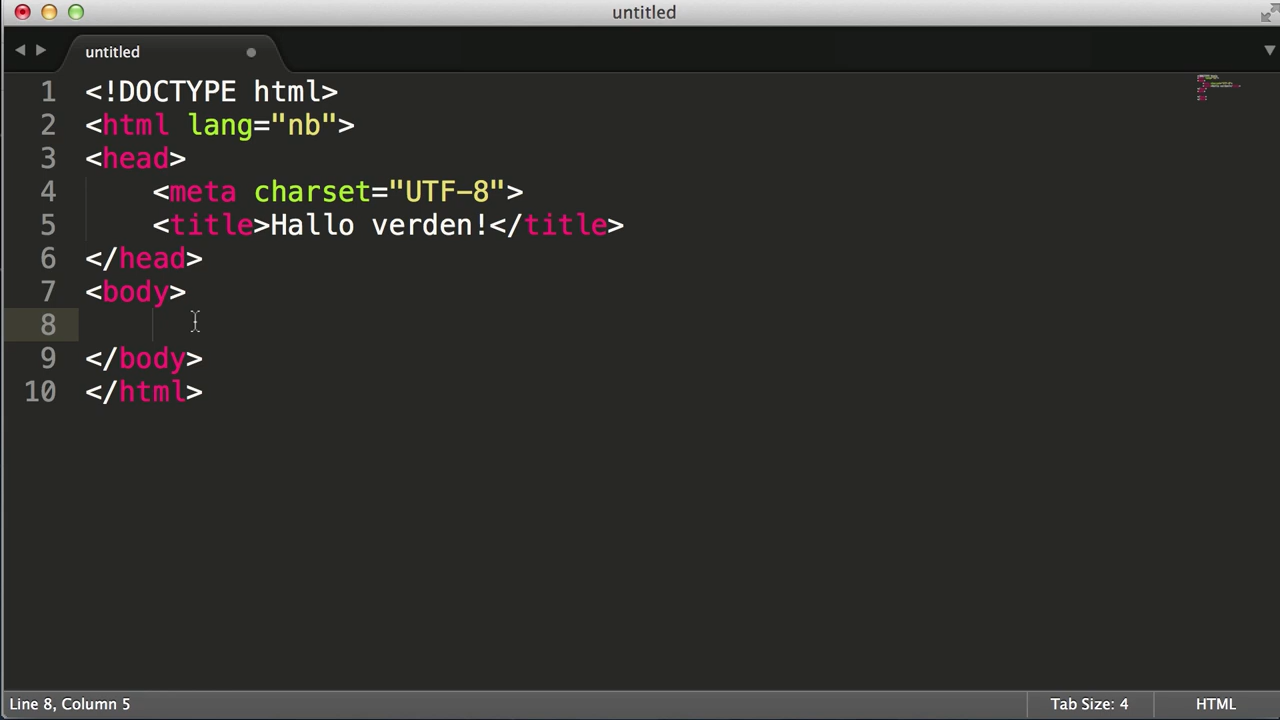 untitled
untitled
1 <!DOCTYPE html>
2 <html lang="nb">
3 <head>
4 <meta charset="UTF-8">
5 <title>Hallo verden!</title>
6 </head>
7 <body>
8
9 </body>
10 </html>
Line 8, Column 5 Tab Size: 4 HTML